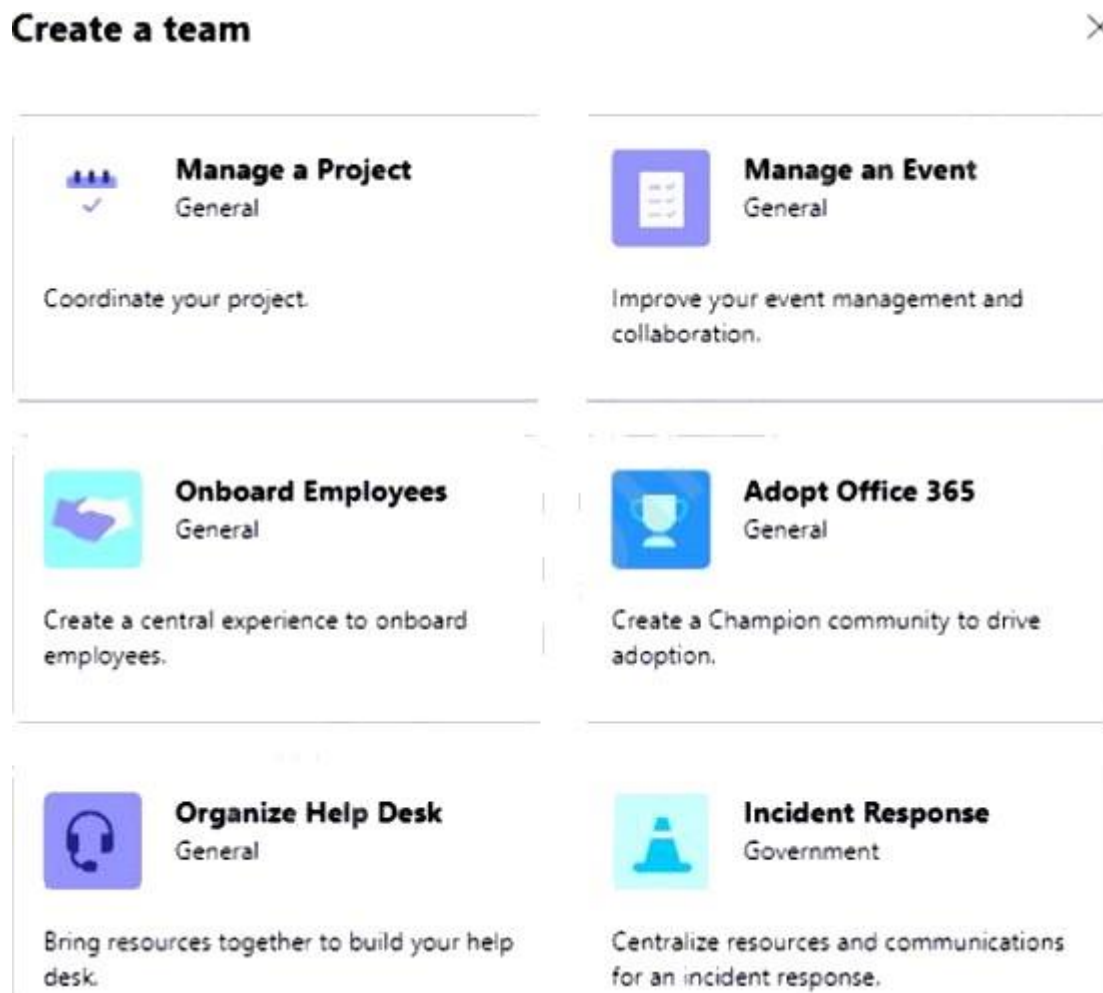 Create a team
Manage a Project
General
Coordinate your project.
Manage an Event
General
Improve your event management and
collaboration.
Onboard Employees
General
Create a central experience to onboard
employees.
Adopt Office 365
General
Create a Champion community to drive
adoption.
Organize Help Desk
General
Bring resources together to build your help
desk.
Incident Response
Government
Centralize resources and communications
for an incident response.